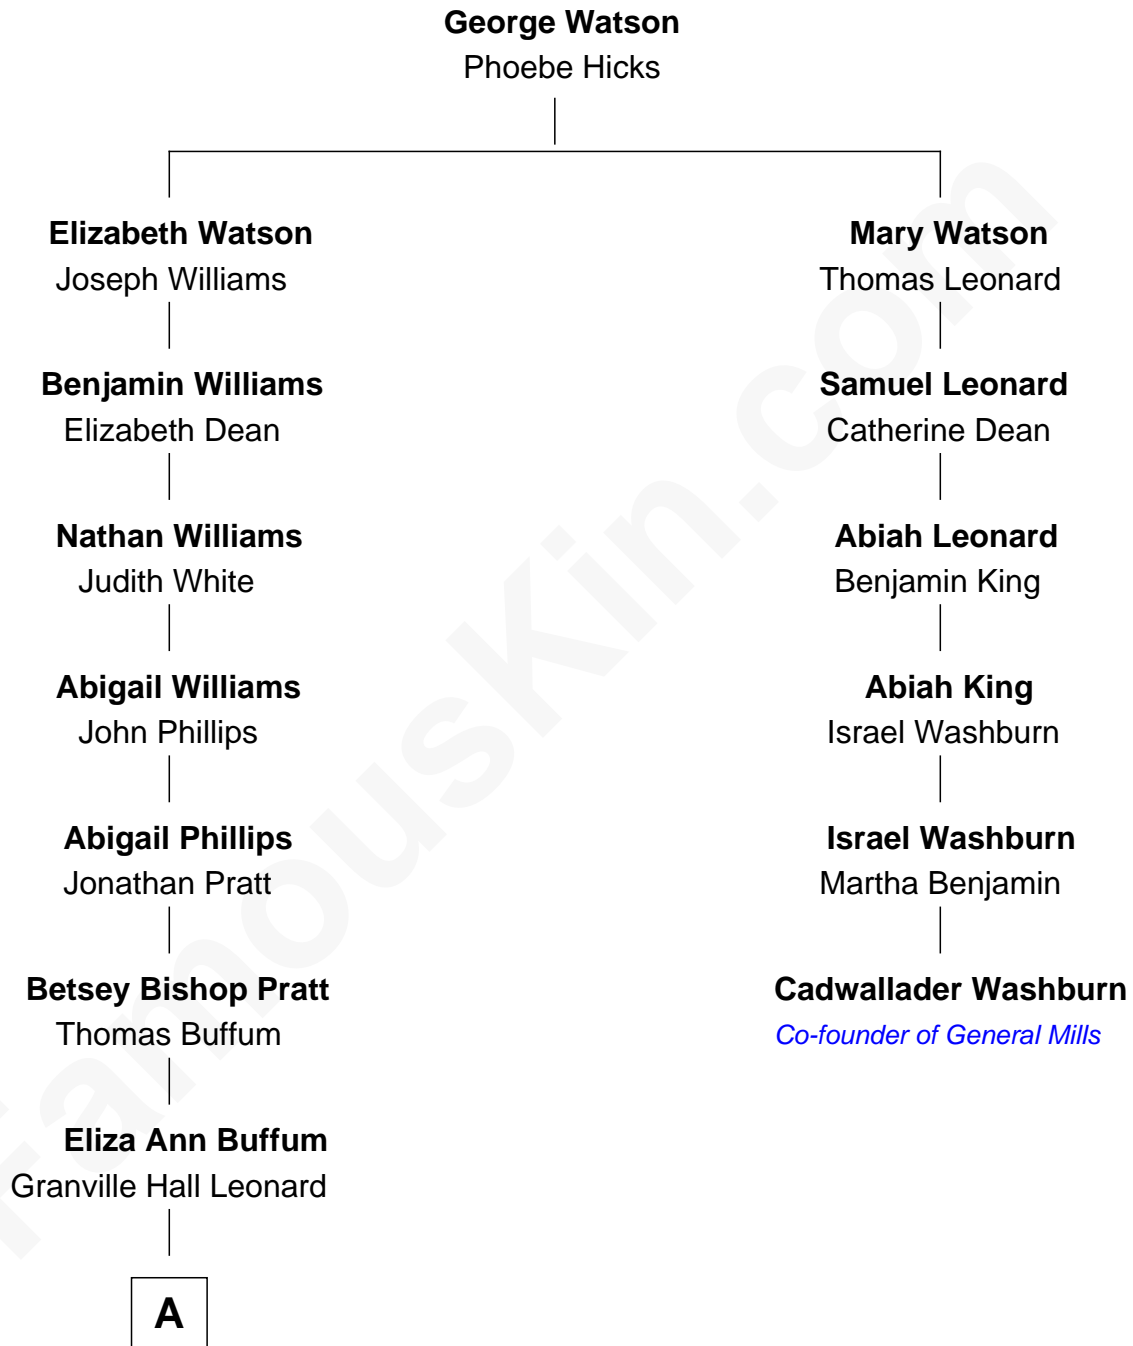 George Watson
Phoebe Hicks
Elizabeth Watson
Joseph Williams
Mary Watson
Thomas Leonard
Benjamin Williams
Elizabeth Dean
Samuel Leonard
Catherine Dean
Nathan Williams
Judith White
Abiah Leonard
Benjamin King
Abigail Williams
John Phillips
Abiah King
Israel Washburn
Abigail Phillips
Jonathan Pratt
Israel Washburn
Martha Benjamin
Betsey Bishop Pratt
Thomas Buffum
Cadwallader Washburn
Co-founder of General Mills
Eliza Ann Buffum
Granville Hall Leonard
A
FamousKin.com